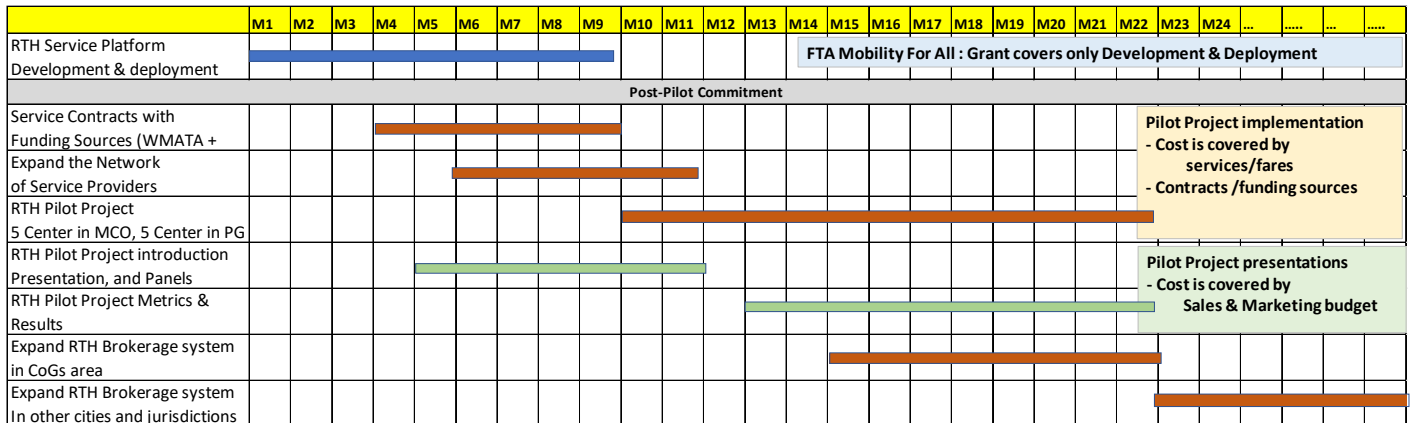 M1 M2 M3 M4 M5 M6 M7 M8 M9 M10 M11 M12 M13 M14 M15 M16 M17 M18 M19 M20 M21 M22 M23 M24 ... ..... ... .....
RTH Service Platform
Development & deployment
FTA Mobility For All : Grant covers only Development & Deployment
Post-Pilot Commitment
Service Contracts with
Funding Sources (WMATA +
Expand the Network
of Service Providers
RTH Pilot Project
5 Center in MCO, 5 Center in PG
Pilot Project implementation
- Cost is covered by
services/fares
- Contracts /funding sources
RTH Pilot Project introduction
Presentation, and Panels
RTH Pilot Project Metrics &
Results
Pilot Project presentations
- Cost is covered by
Sales & Marketing budget
Expand RTH Brokerage system
in CoGs area
Expand RTH Brokerage system
In other cities and jurisdictions